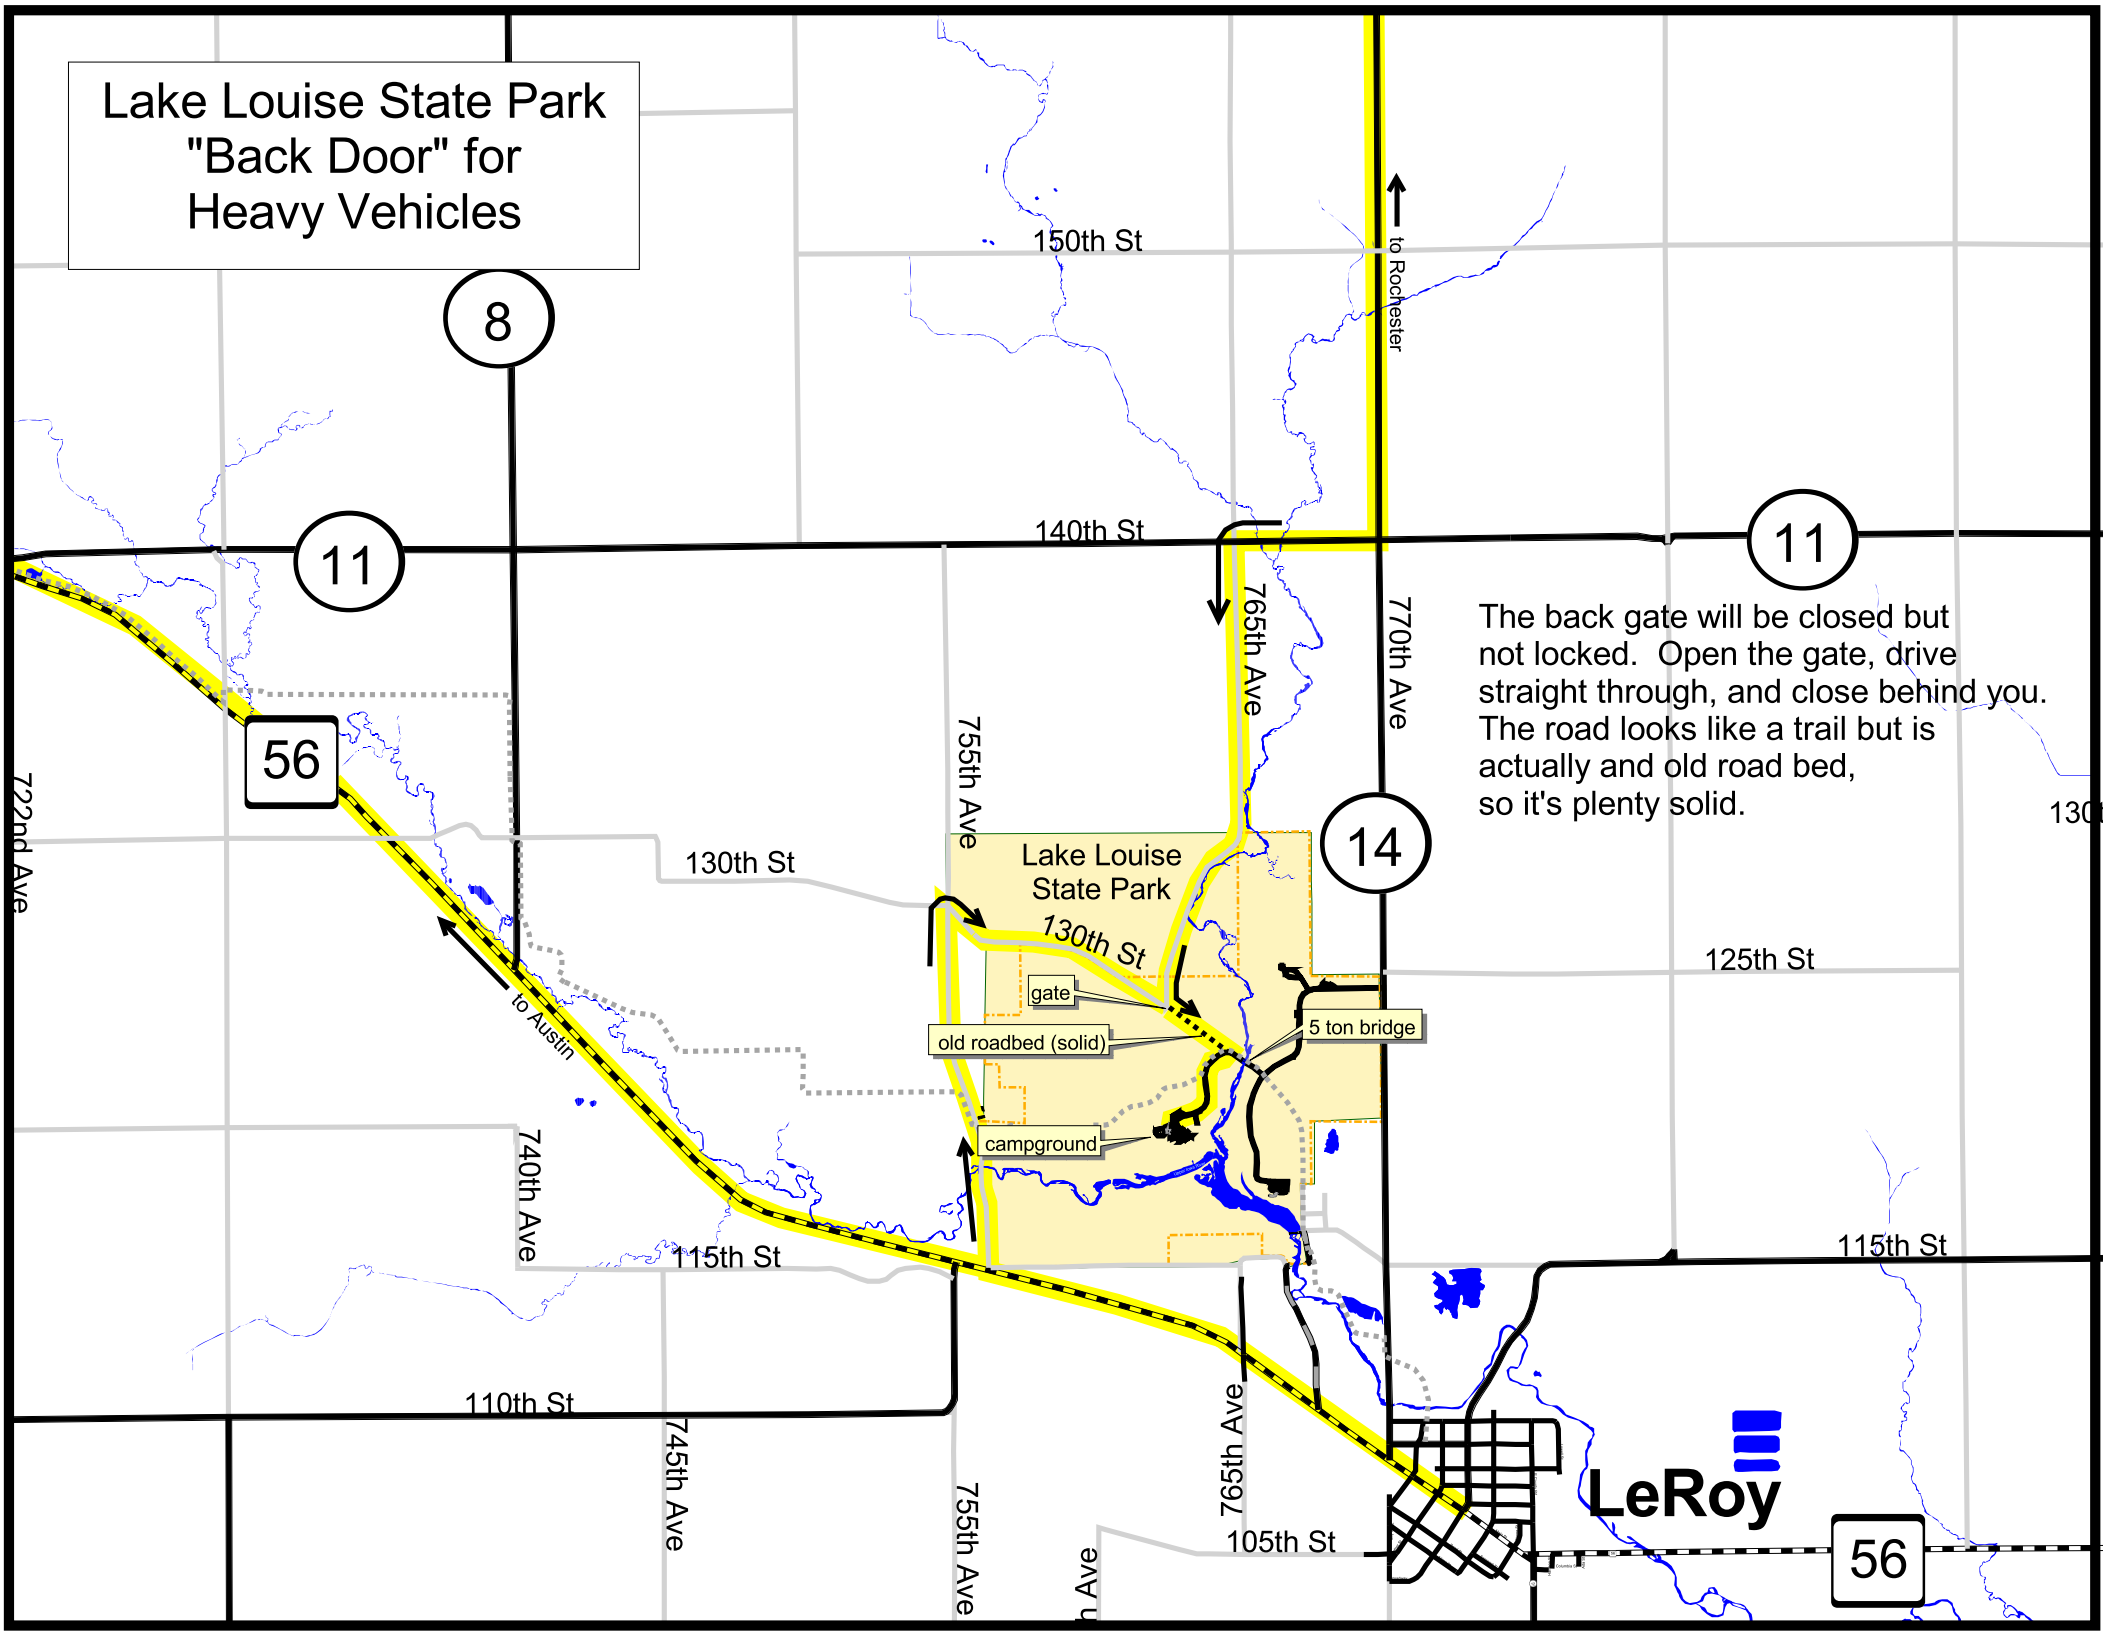 Lake Louise State Park
"Back Door" for
Heavy Vehicles
8
150th St
to Rochester
11
140th St
11
765th Ave
770th Ave
The back gate will be closed but
not locked.  Open the gate, drive
straight through, and close behind you.
The road looks like a trail but is
actually and old road bed,
so it's plenty solid.
56
755th Ave
722nd Ave
130t
14
130th St
Lake Louise
State Park
130th St
125th St
gate
to Austin
old roadbed (solid)
5 ton bridge
campground
740th Ave
115th St
115th St
110th St
745th Ave
755th Ave
765th Ave
LeRoy
105th St
h Ave
56